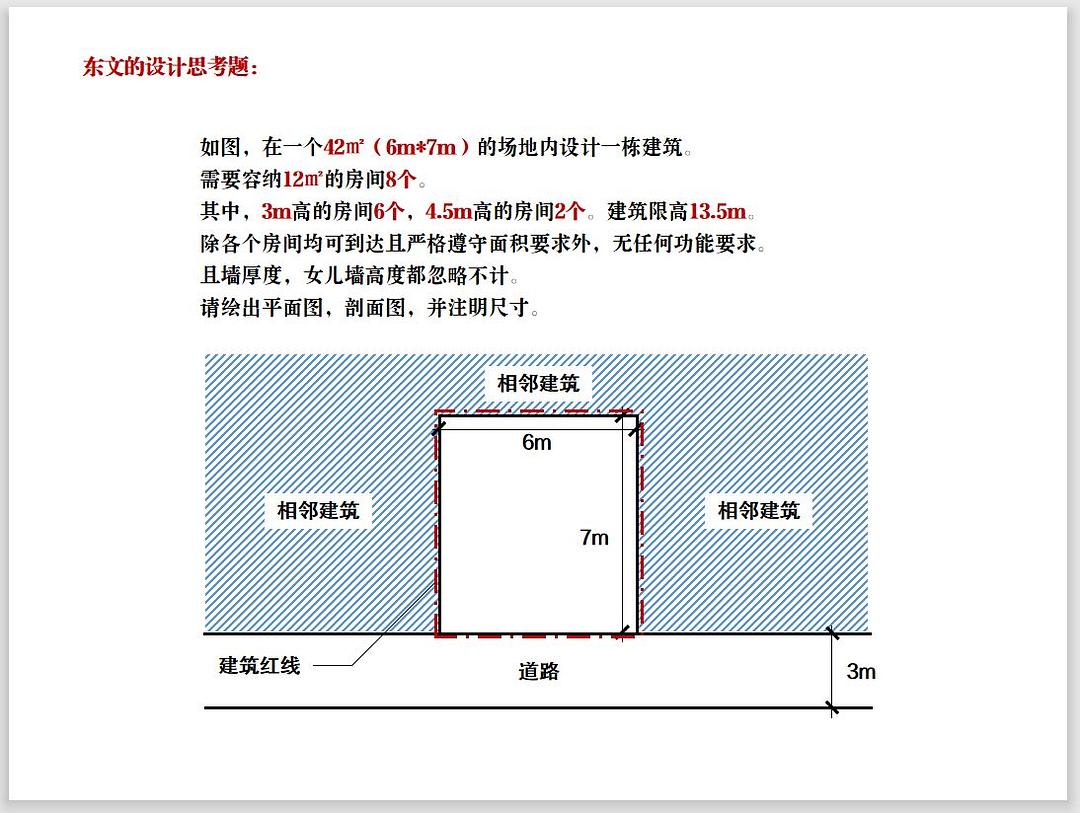 东文的设计思考题：
如图，在一个42㎡（6m*7m）的场地内设计一栋建筑。
需要容纳12㎡的房间8个。
其中，3m高的房间6个，4.5m高的房间2个。建筑限高13.5m。
除各个房间均可到达且严格遵守面积要求外，无任何功能要求。
且墙厚度，女儿墙高度都忽略不计。
请绘出平面图，剖面图，并注明尺寸。
相邻建筑
6m
相邻建筑
相邻建筑
7m
建筑红线
道路
3m